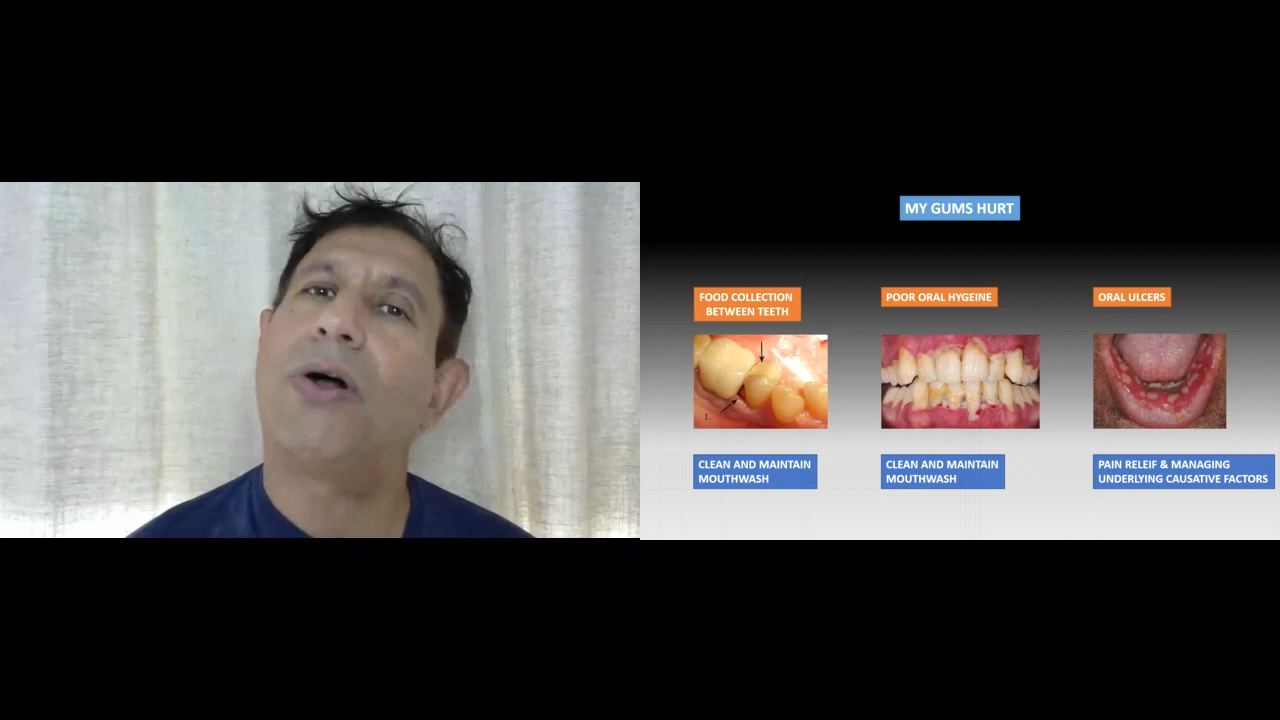 MY GUMS HURT
FOOD COLLECTION
BETWEEN TEETH
POOR ORAL HYGEINE
ORAL ULCERS
1.
CLEAN AND MAINTAIN
MOUTHWASH
CLEAN AND MAINTAIN
MOUTHWASH
PAIN RELEIF & MANAGING
UNDERLYING CAUSATIVE FACTORS